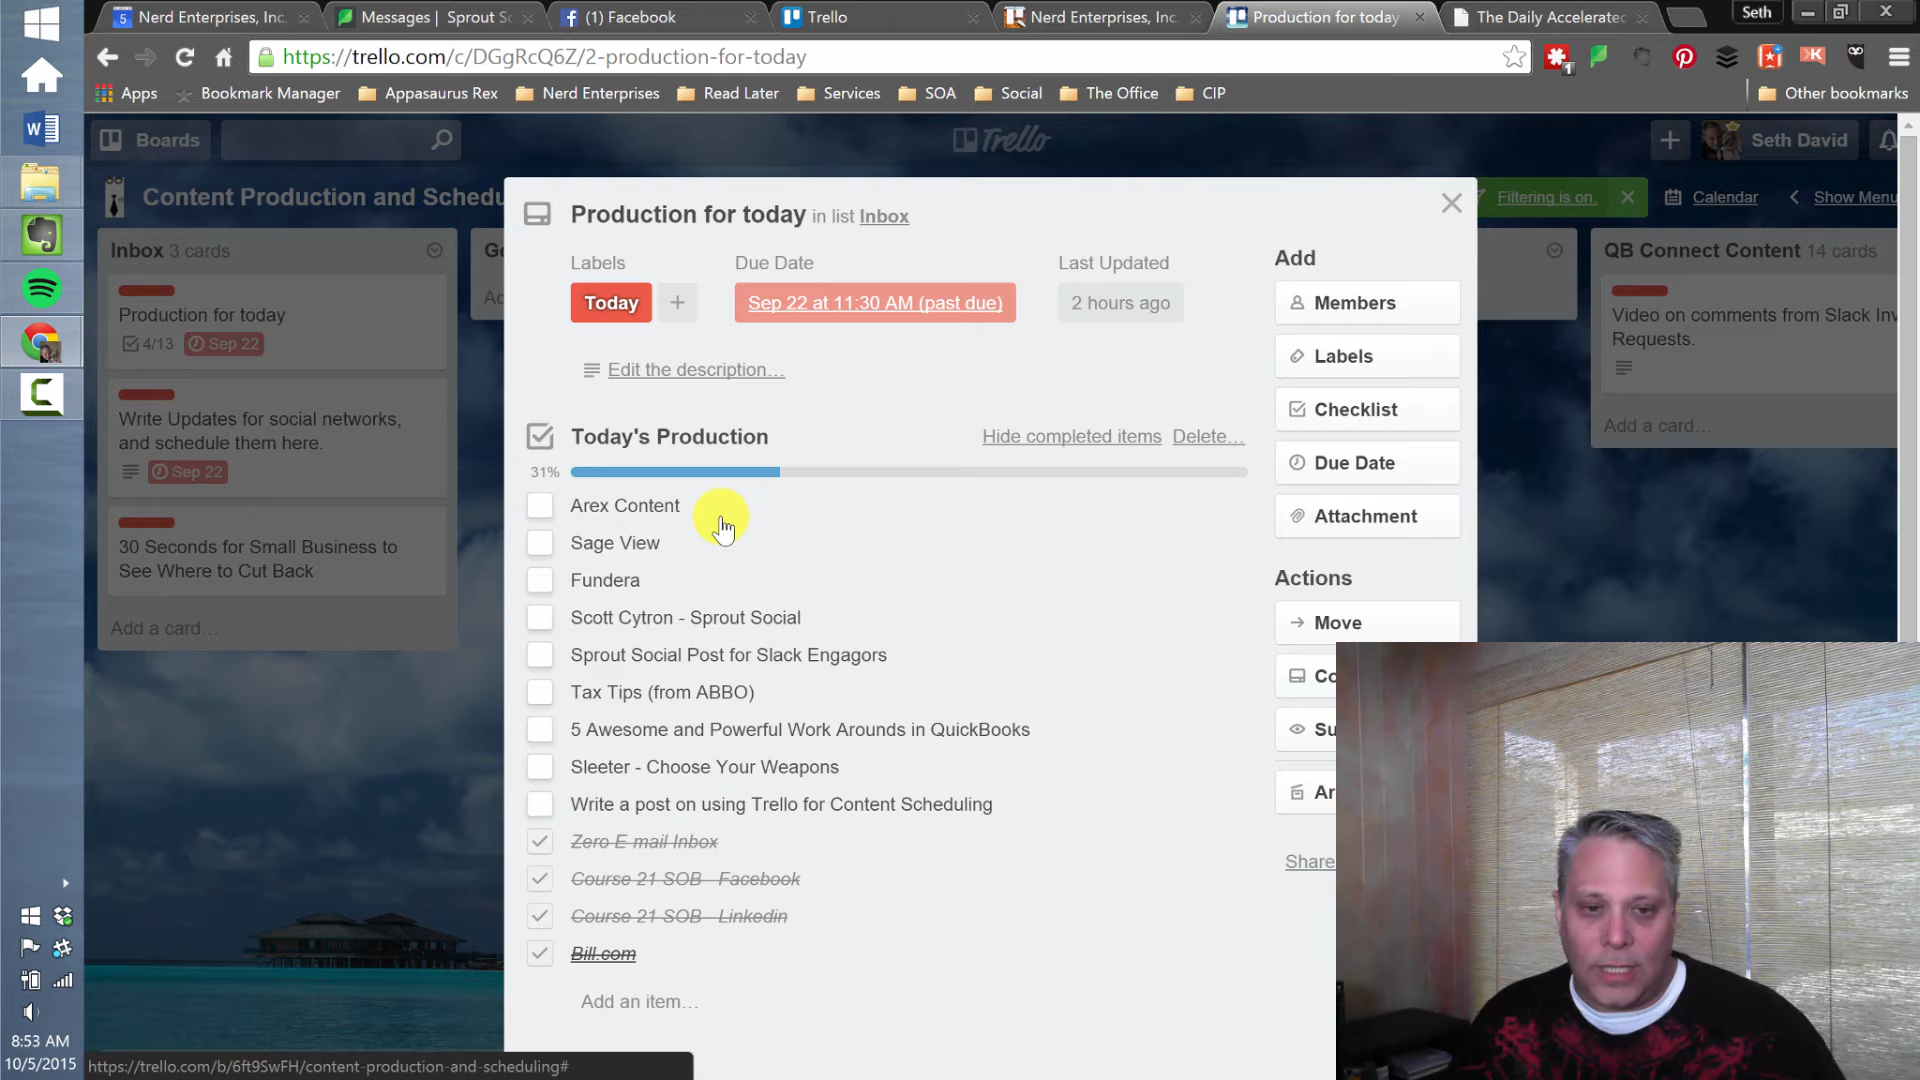 Nerd Enterprises, Inc.
Messages | Sprout Sc
(1) Facebook
Trello
Nerd Enterprises, Inc.
Production for today
The Daily Accelerated
Seth
https://trello.com/c/DGgRcQ6Z/2-production-for-today
Apps
Bookmark Manager
Appasaurus Rex
Nerd Enterprises
Read Later
Services
SOA
Social
The Office
CIP
Other bookmarks
Boards
Trello
Seth David
Content Production and Schedu
Filtering is on.
Calendar
Show Menu
Inbox 3 cards
Production for today
4/13
Sep 22
Write Updates for social networks,
and schedule them here.
Sep 22
30 Seconds for Small Business to
See Where to Cut Back
Add a card…
Ge
Production for today in list Inbox
Labels
Due Date
Last Updated
Today
+
Sep 22 at 11:30 AM (past due)
2 hours ago
Edit the description…
Today's Production
Hide completed items
Delete…
31%
Arex Content
Sage View
Fundera
Scott Cytron - Sprout Social
Sprout Social Post for Slack Engagors
Tax Tips (from ABBO)
5 Awesome and Powerful Work Arounds in QuickBooks
Sleeter - Choose Your Weapons
Write a post on using Trello for Content Scheduling
Zero E-mail Inbox
Course 21 SOB - Facebook
Course 21 SOB - Linkedin
Bill.com
Add an item…
Add
Members
Labels
Checklist
Due Date
Attachment
Actions
Move
Co
Su
Ar
Share
QB Connect Content 14 cards
Video on comments from Slack Inv
Requests.
Add a card…
8:53 AM
10/5/2015
https://trello.com/b/6ft9SwFH/content-production-and-scheduling#